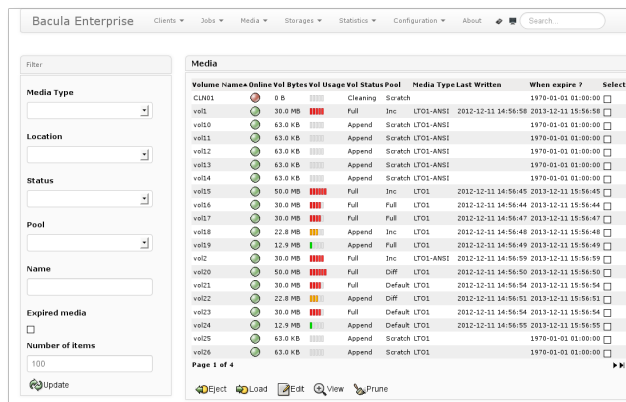 Bacula Enterprise Clients Jobs Media Storages Statistics Configuration About Search...
Filter
Media Type
Location
Status
Pool
Name
Expired media
Number of items
100
Update
Media
Volume Name Online Vol Bytes Vol Usage Vol Status Pool Media Type Last Written When expire ? Select
CLN01 0 B Cleaning Scratch 1970-01-01 01:00:00
vol1 30.0 MB Full Inc LTO1-ANSI 2012-12-11 14:56:58 2013-12-11 15:56:58
vol10 63.0 KB Append Scratch LTO1-ANSI 1970-01-01 01:00:00
vol11 63.0 KB Append Scratch LTO1-ANSI 1970-01-01 01:00:00
vol12 63.0 KB Append Scratch LTO1-ANSI 1970-01-01 01:00:00
vol13 63.0 KB Append Scratch LTO1-ANSI 1970-01-01 01:00:00
vol14 63.0 KB Append Scratch LTO1-ANSI 1970-01-01 01:00:00
vol15 50.0 MB Full Inc LTO1 2012-12-11 14:56:45 2013-12-11 15:56:45
vol16 30.0 MB Full Full LTO1 2012-12-11 14:56:44 2013-12-11 15:56:44
vol17 30.0 MB Full Full LTO1 2012-12-11 14:56:47 2013-12-11 15:56:47
vol18 22.8 MB Append Inc LTO1 2012-12-11 14:56:48 2013-12-11 15:56:48
vol19 12.9 MB Append Full LTO1 2012-12-11 14:56:49 2013-12-11 15:56:49
vol2 30.0 MB Full Inc LTO1-ANSI 2012-12-11 14:56:59 2013-12-11 15:56:59
vol20 50.0 MB Full Diff LTO1 2012-12-11 14:56:50 2013-12-11 15:56:50
vol21 30.0 MB Full Default LTO1 2012-12-11 14:56:54 2013-12-11 15:56:54
vol22 22.8 MB Append Diff LTO1 2012-12-11 14:56:51 2013-12-11 15:56:51
vol23 30.0 MB Full Default LTO1 2012-12-11 14:56:54 2013-12-11 15:56:54
vol24 12.9 MB Append Default LTO1 2012-12-11 14:56:55 2013-12-11 15:56:55
vol25 63.0 KB Append Scratch LTO1 1970-01-01 01:00:00
vol26 63.0 KB Append Scratch LTO1 1970-01-01 01:00:00
Page 1 of 4
Eject Load Edit View Prune